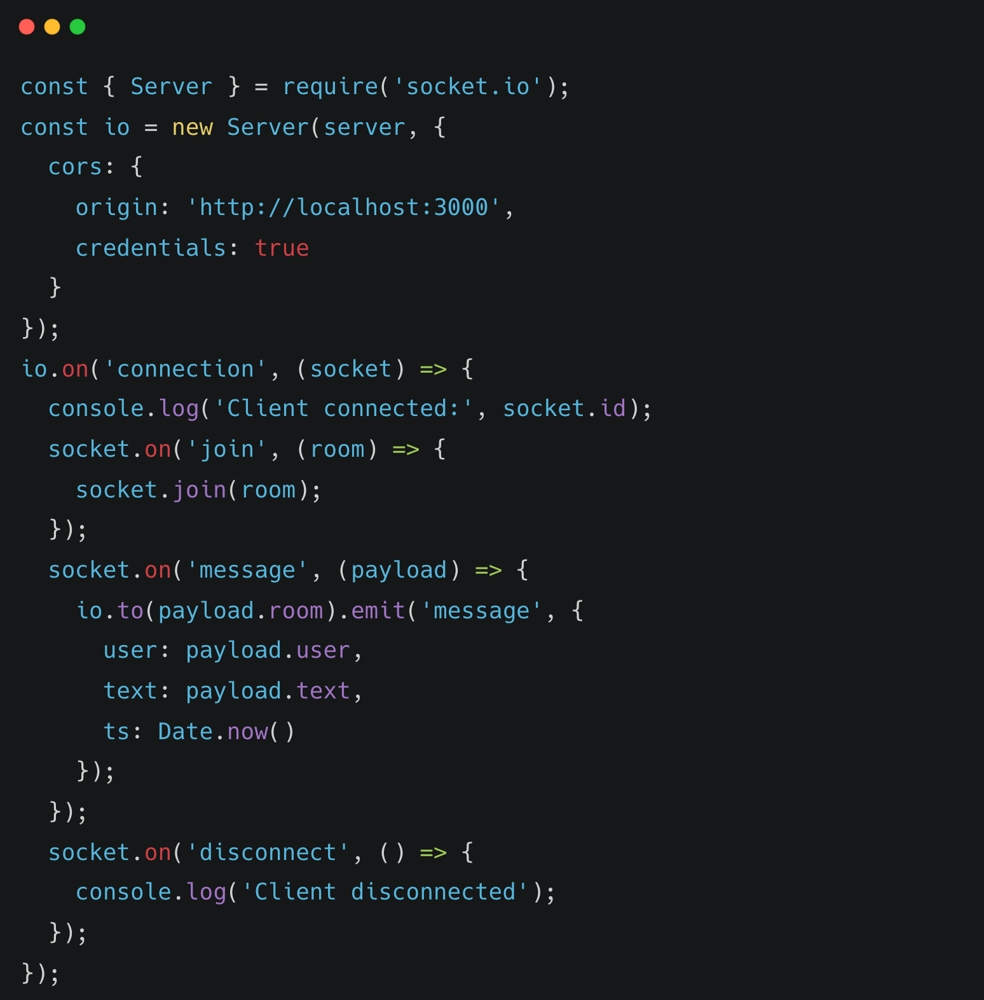 const { Server } = require('socket.io');
const io = new Server(server, {
  cors: {
    origin: 'http://localhost:3000',
    credentials: true
  }
});
io.on('connection', (socket) => {
  console.log('Client connected:', socket.id);
  socket.on('join', (room) => {
    socket.join(room);
  });
  socket.on('message', (payload) => {
    io.to(payload.room).emit('message', {
      user: payload.user,
      text: payload.text,
      ts: Date.now()
    });
  });
  socket.on('disconnect', () => {
    console.log('Client disconnected');
  });
});